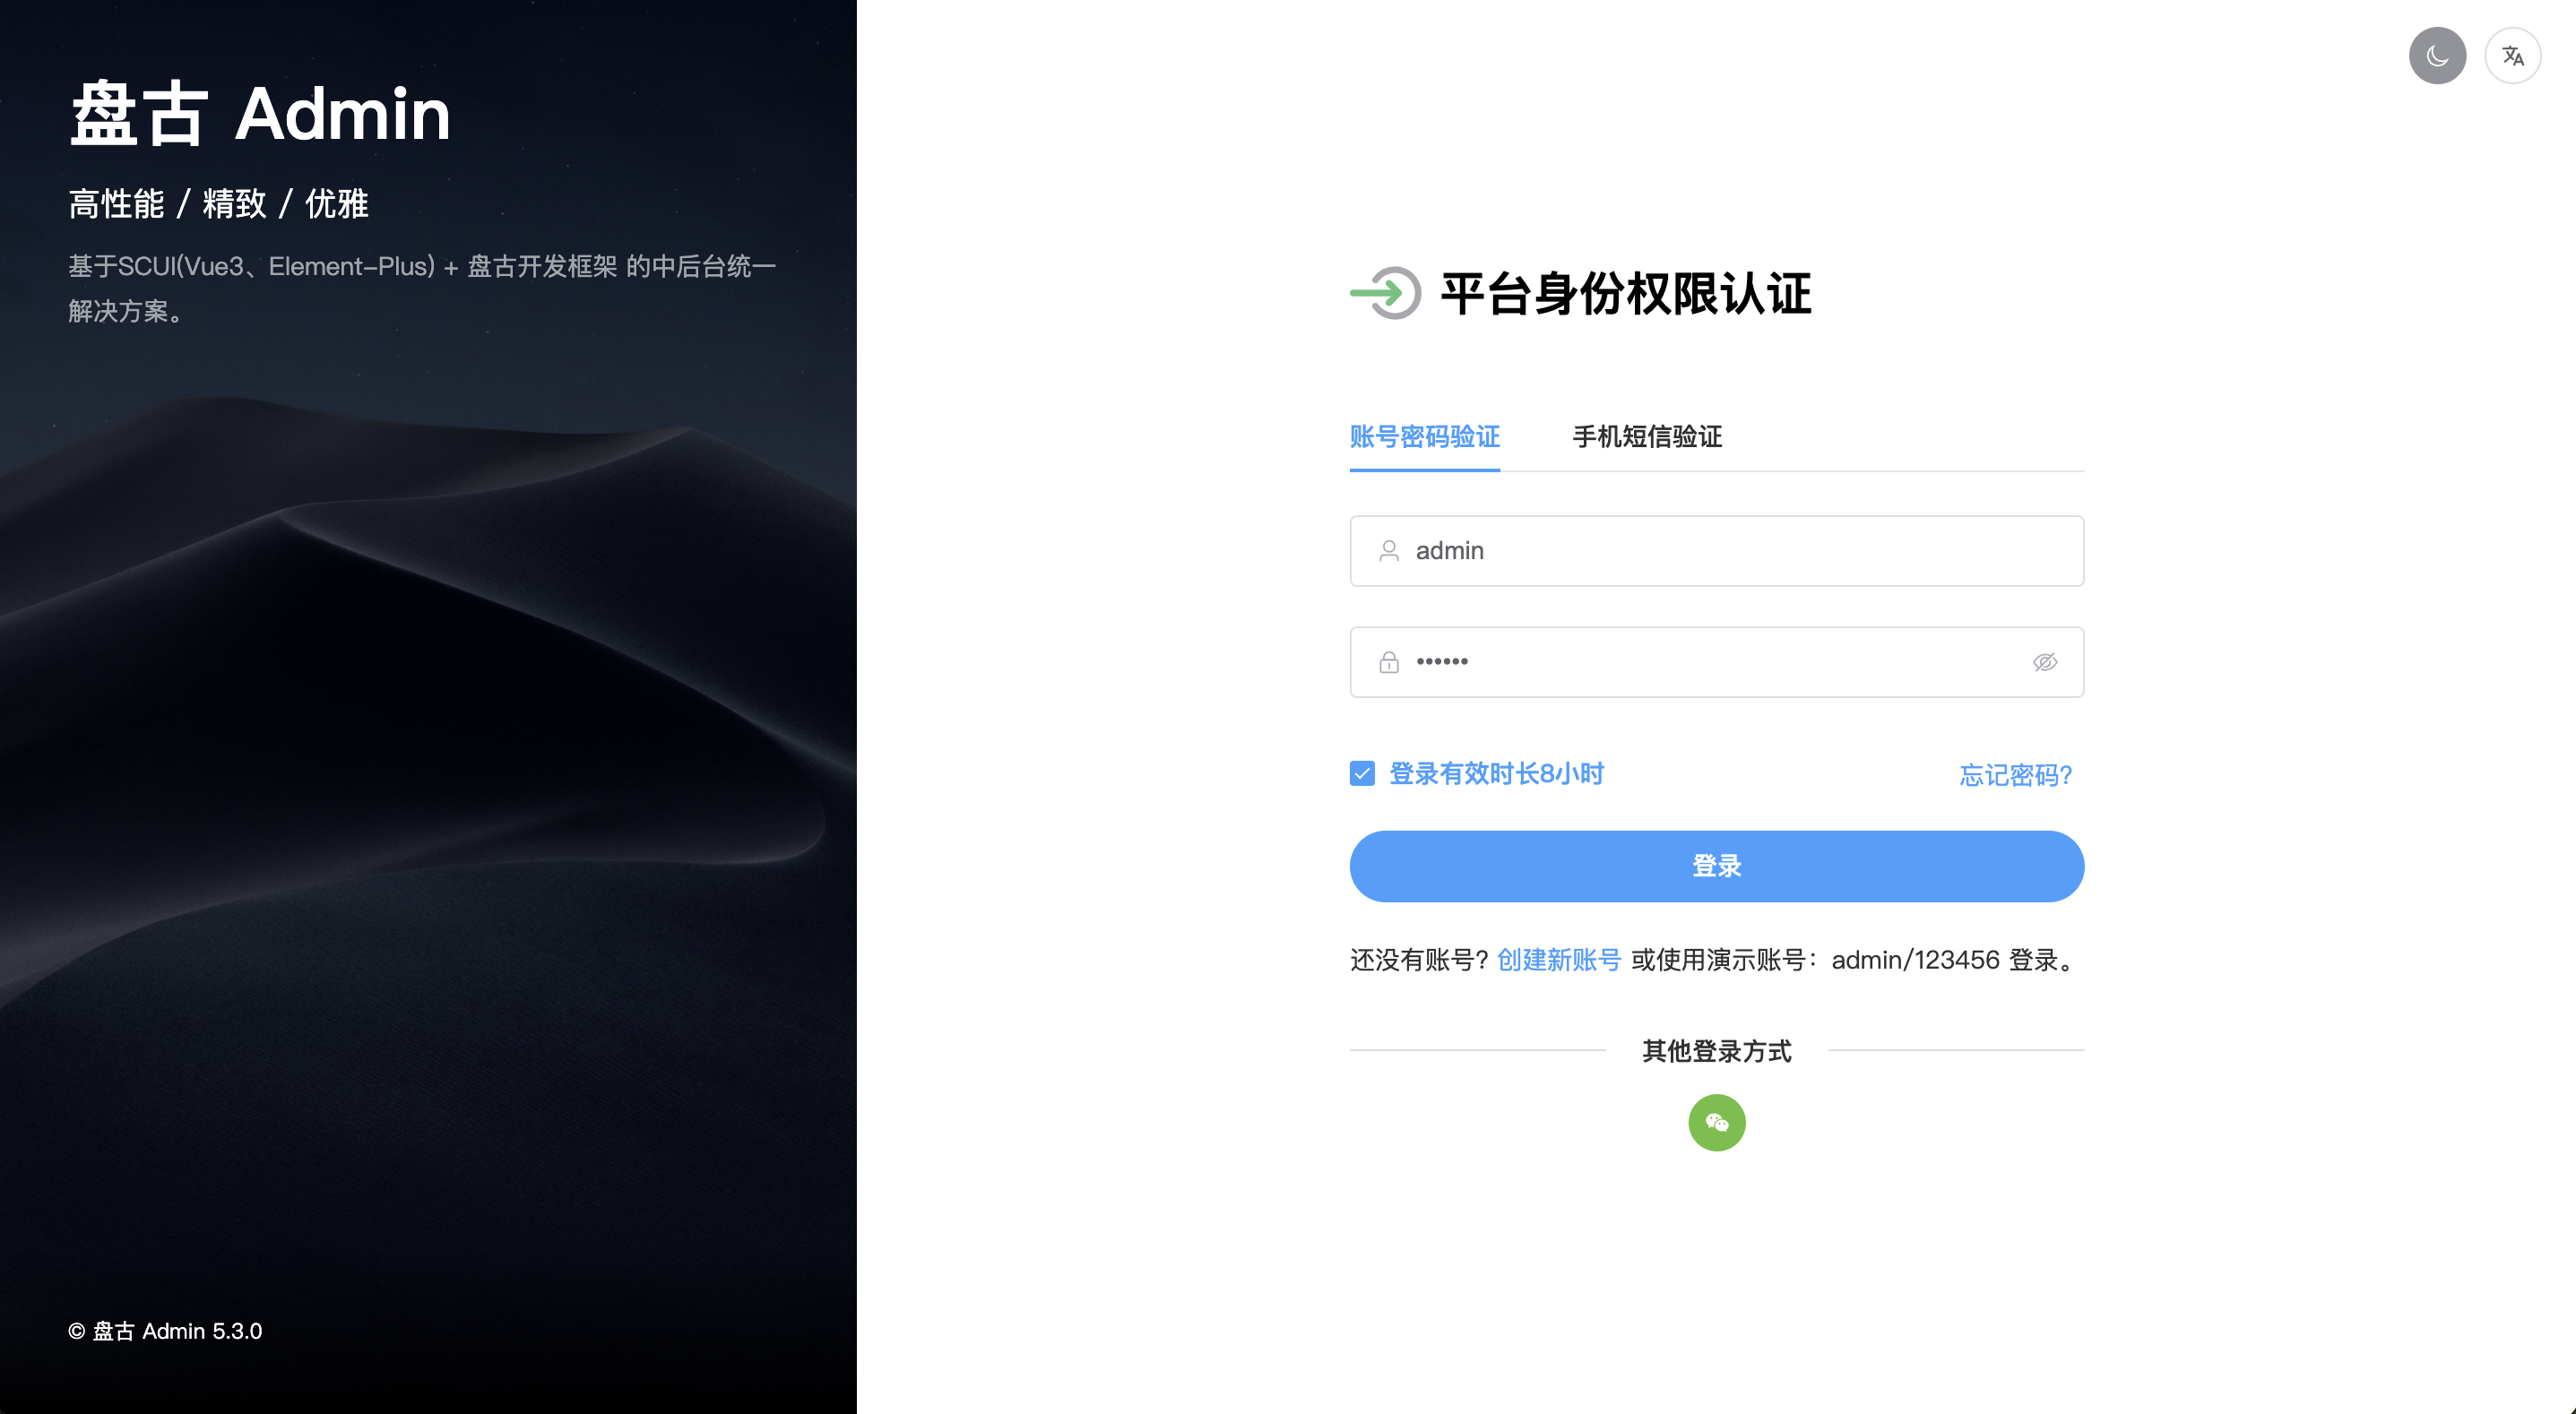 盘古 Admin
高性能 / 精致 / 优雅
基于SCUI(Vue3、Element-Plus) + 盘古开发框架 的中后台统一
解决方案。
© 盘古 Admin 5.3.0
平台身份权限认证
账号密码验证 手机短信验证
admin
••••••
登录有效时长8小时 忘记密码?
登录
还没有账号? 创建新账号 或使用演示账号：admin/123456 登录。
其他登录方式